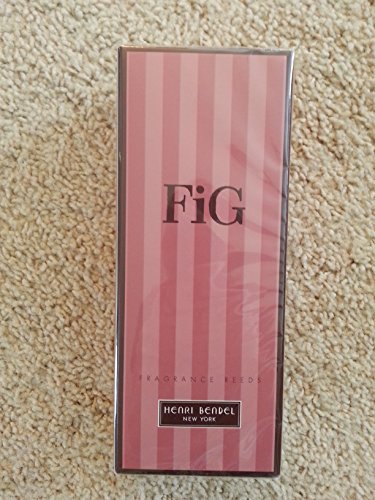 FiG
FRAGRANCE REEDS
HENRI BENDEL
NEW YORK